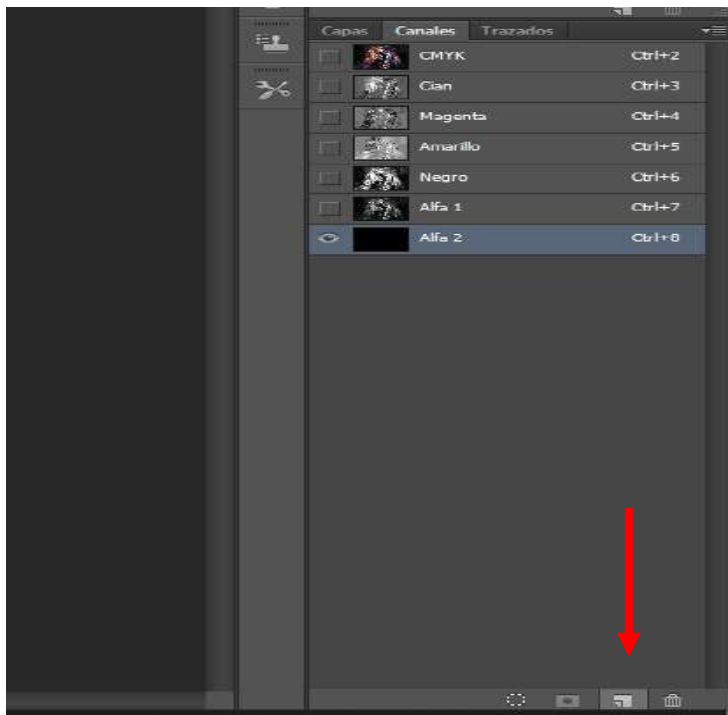 Capas Canales Trazados
CMYK Ctrl+2
Cian Ctrl+3
Magenta Ctrl+4
Amarillo Ctrl+5
Negro Ctrl+6
Alfa 1 Ctrl+7
Alfa 2 Ctrl+8